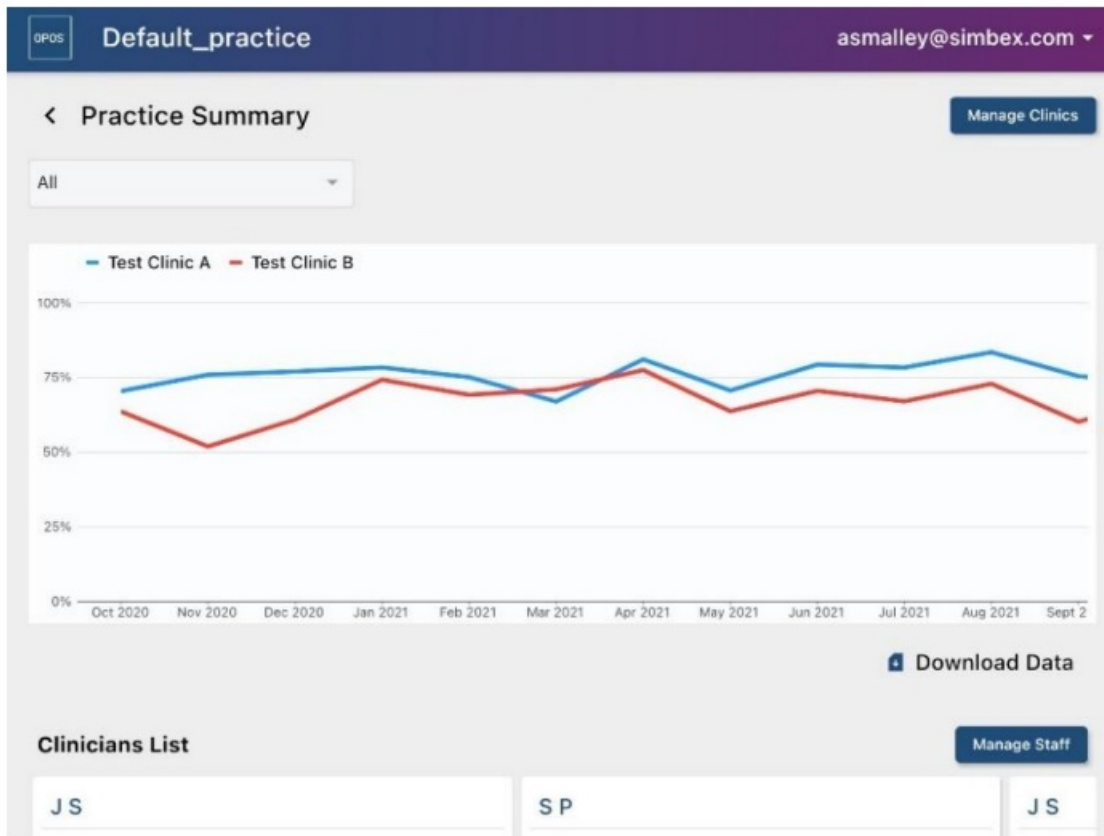 OPOS Default_practice asmalley@simbex.com
Practice Summary Manage Clinics
All
Test Clinic A Test Clinic B
100%
75%
50%
25%
0%
Oct 2020 Nov 2020 Dec 2020 Jan 2021 Feb 2021 Mar 2021 Apr 2021 May 2021 Jun 2021 Jul 2021 Aug 2021 Sept 2
Download Data
Clinicians List Manage Staff
J S S P J S